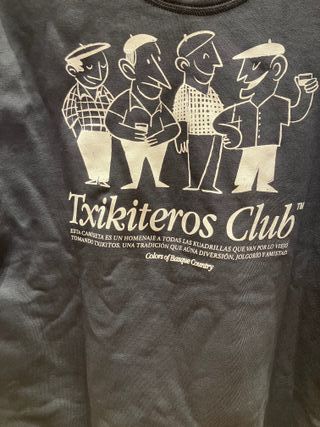 Txikiteros Club™
ESTA CAMISETA ES UN HOMENAJE A TODAS LAS KUADRILLAS QUE VAN POR LO VIEJO
TOMANDO TXIKITOS. UNA TRADICIÓN QUE AÚNA DIVERSIÓN, JOLGORIO Y AMISTAD.
Colors of Basque Country